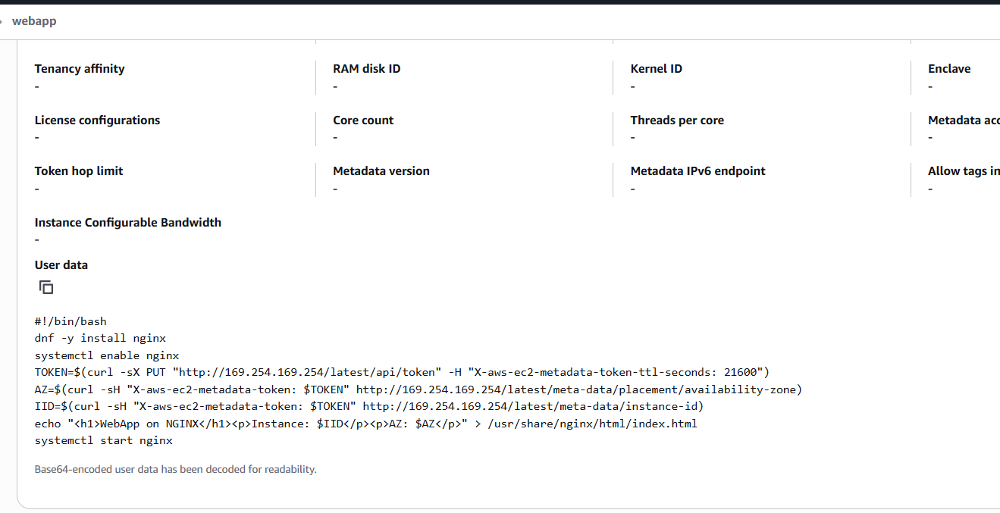 webapp
Tenancy affinity
-
RAM disk ID
-
Kernel ID
-
Enclave
-
License configurations
-
Core count
-
Threads per core
-
Metadata
-
Token hop limit
-
Metadata version
-
Metadata IPv6 endpoint
-
Allow tags in
-
Instance Configurable Bandwidth
-
User data
#!/bin/bash
dnf -y install nginx
systemctl enable nginx
TOKEN=$(curl -sX PUT "http://169.254.169.254/latest/api/token" -H "X-aws-ec2-metadata-token-ttl-seconds: 21600")
AZ=$(curl -sH "X-aws-ec2-metadata-token: $TOKEN" http://169.254.169.254/latest/meta-data/placement/availability-zone)
IID=$(curl -sH "X-aws-ec2-metadata-token: $TOKEN" http://169.254.169.254/latest/meta-data/instance-id)
echo "<h1>WebApp on NGINX</h1><p>Instance: $IID</p><p>AZ: $AZ</p>" > /usr/share/nginx/html/index.html
systemctl start nginx
Base64-encoded user data has been decoded for readability.